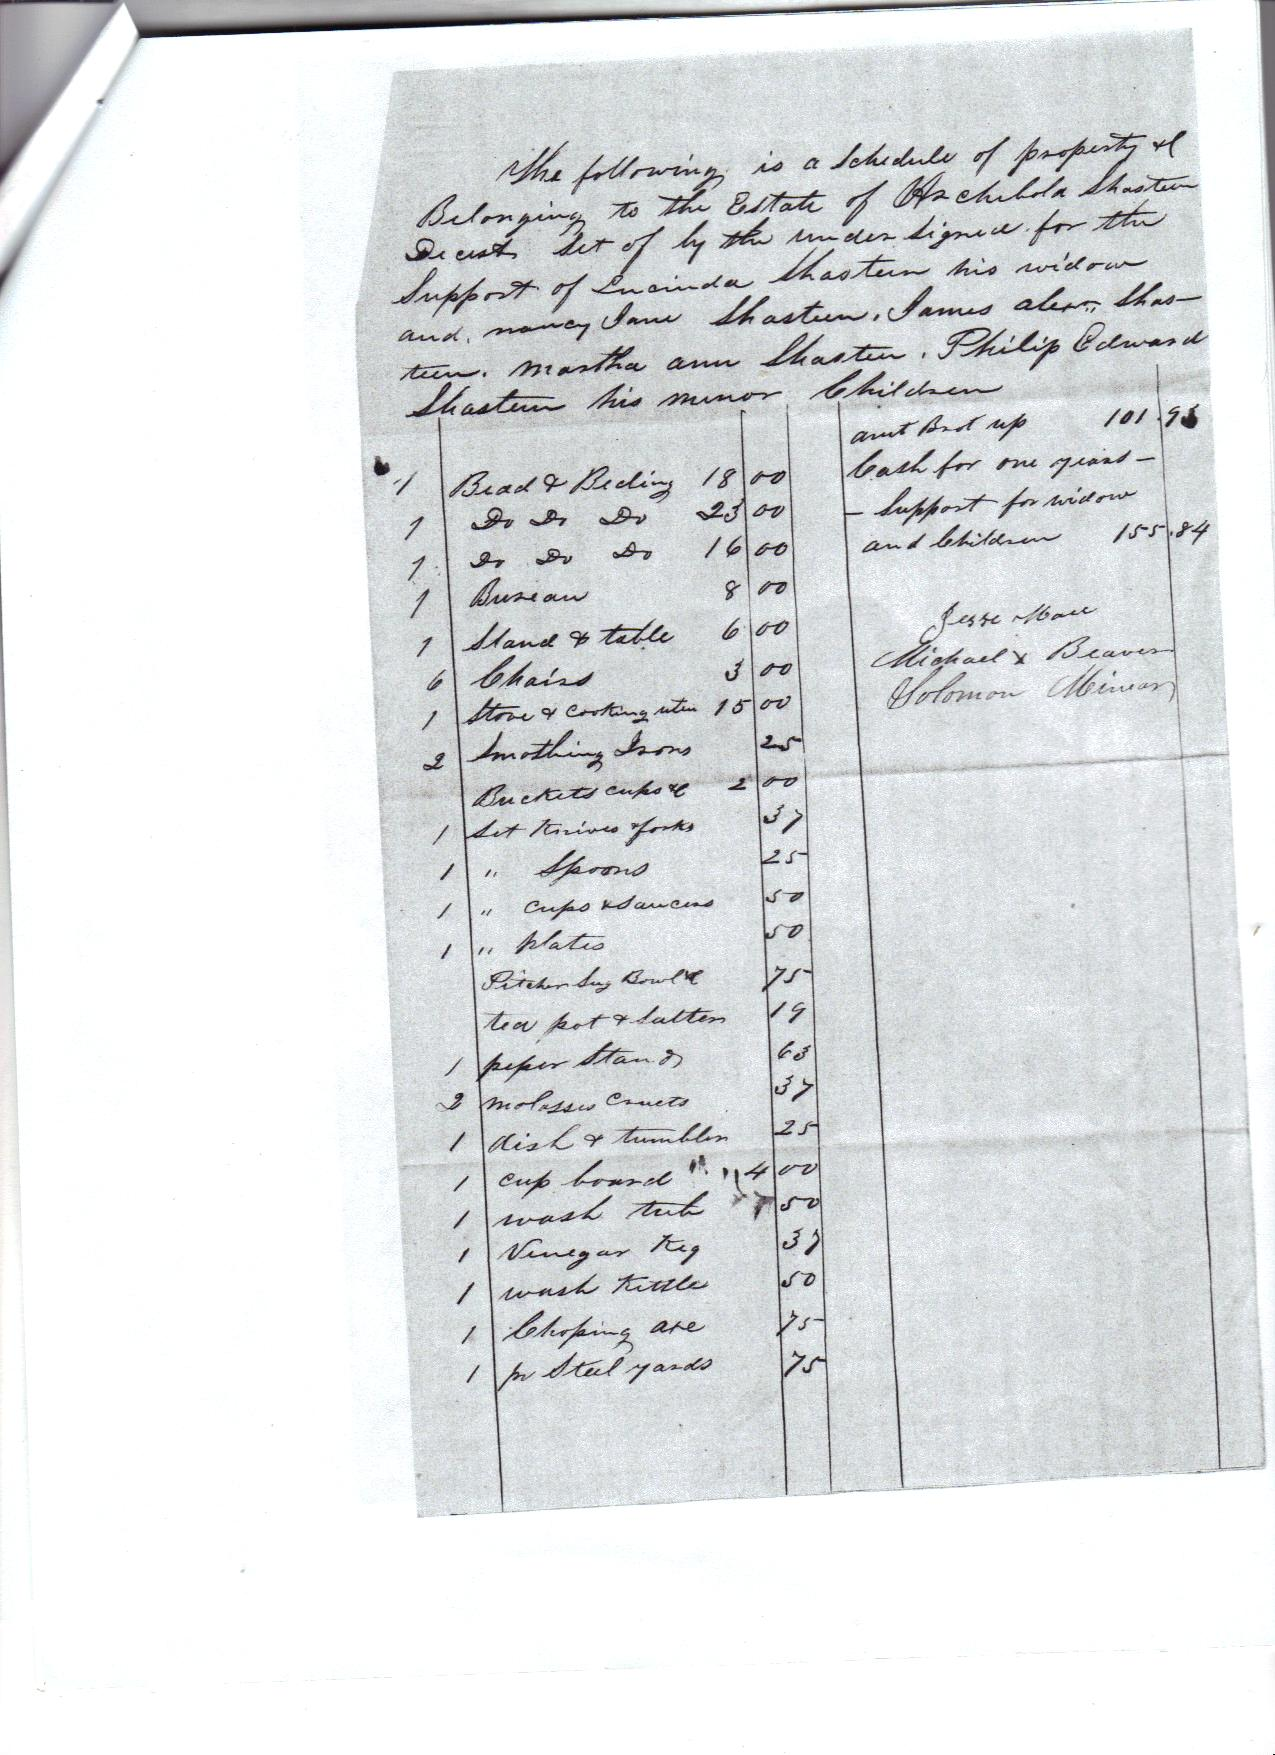 The following is a Schedule of property &c
Belonging to the Estate of Archibold Shasteen
Decest Set of by the undersigned for the
Support of Lucinda Shasteen his widow
and nancy Jane Shasteen. James alexr Shas-
teen. martha ann Shasteen. Philip Edward
Shasteen his minor Children
1 Bead & Beding 18 00
1 Do Do Do 23 00
1 Do Do Do 16 00
1 Bureau 8 00
1 Stand & table 6 00
6 Chairs 3 00
1 Stove & cooking uten 15 00
2 Smothing Irons 25
Buckets cups &c 2 00
1 Set Knives & forks 37
1 " Spoons 25
1 " cups & Saucers 50
1 " plates 50
Pitcher Sug Bowl &c 75
tea pot & 19
1 peper Stand 63
2 molasses Cruets 37
1 dish & tumbler 25
1 cup board 4 00
1 wash tub 50
1 Vinegar Keg 37
1 wash Kittle 50
1 Choping axe 75
1 pr Steel yards 75
amt Brot up 101.93
Cash for one years -
- Support for widow
and Children 155.84
Jesse
Michael x Beaver
Solomon Minear